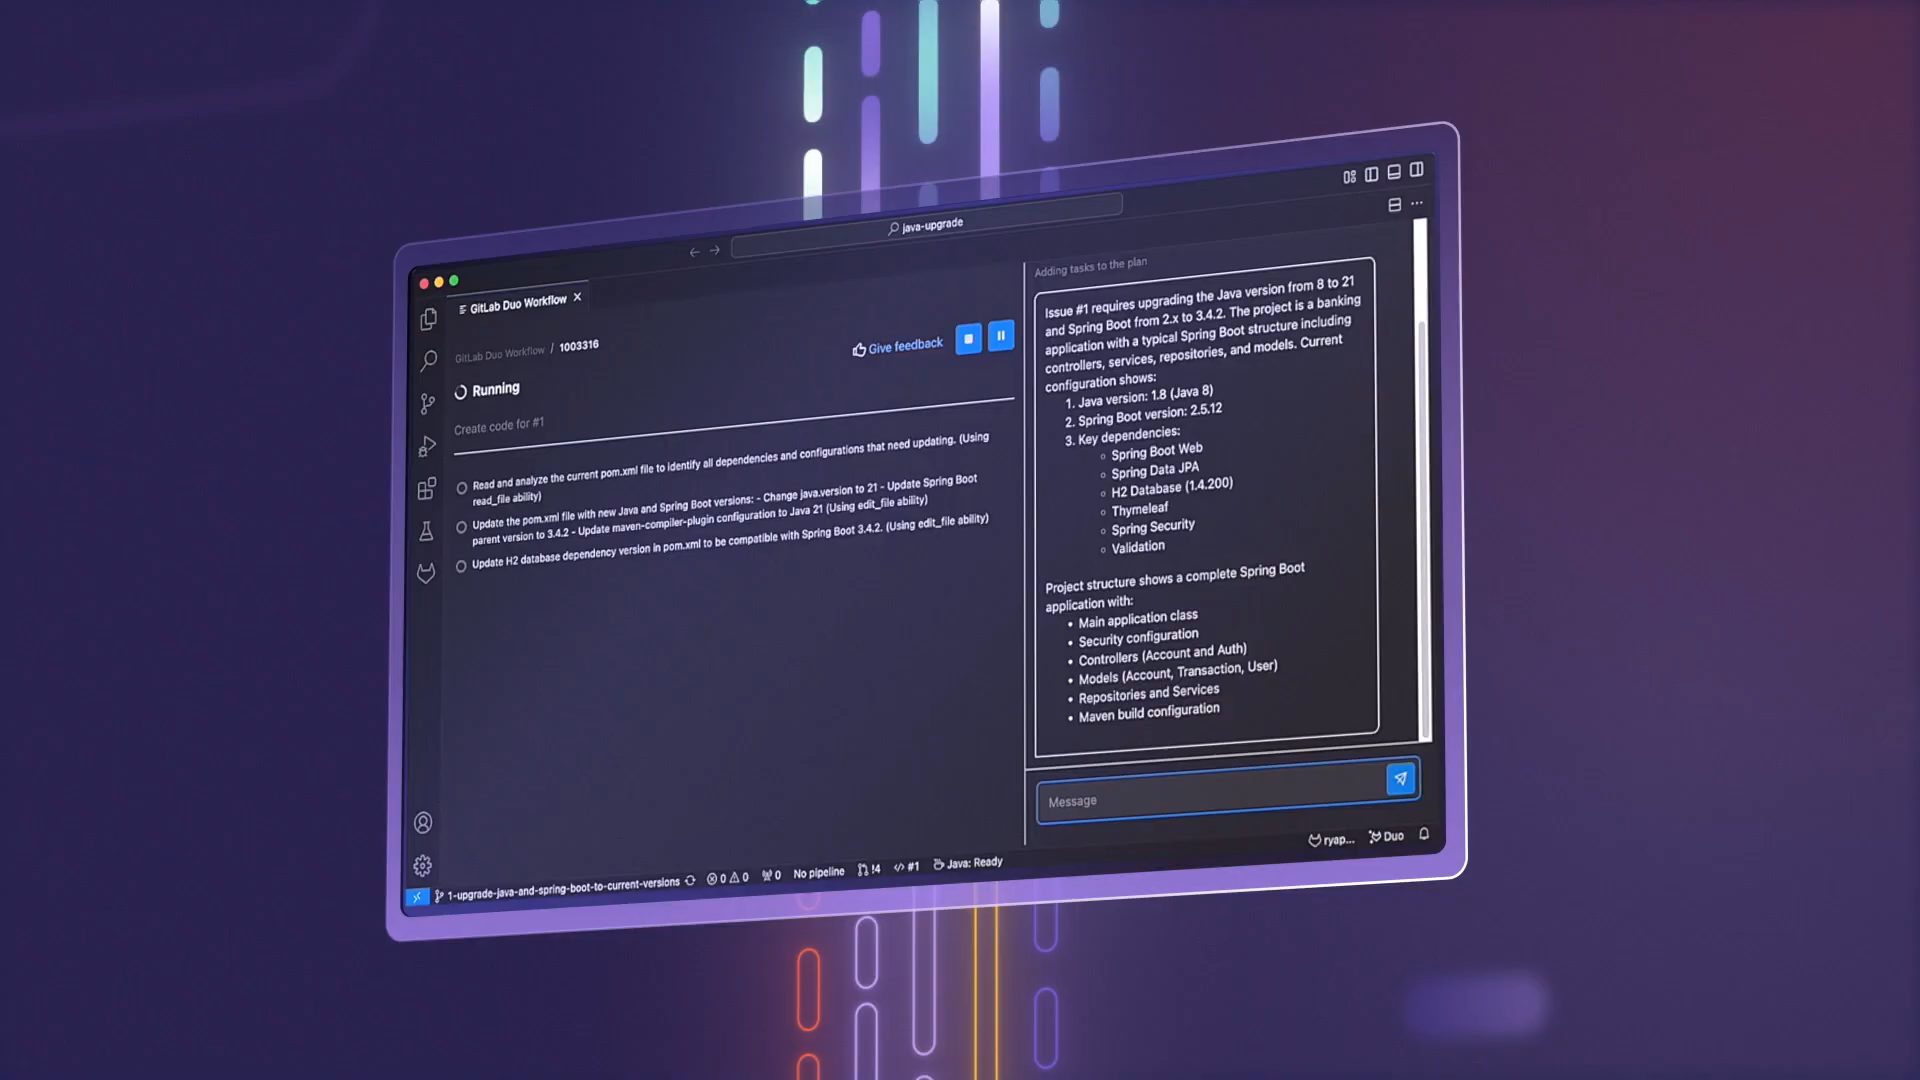 java-upgrade
GitLab Duo Workflow
GitLab Duo Workflow / 1003316
Give feedback
Running
Create code for #1
Read and analyze the current pom.xml file to identify all dependencies and configurations that need updating. (Using
read_file ability)
Update the pom.xml file with new Java and Spring Boot versions: - Change java.version to 21 - Update Spring Boot
parent version to 3.4.2 - Update maven-compiler-plugin configuration to Java 21 (Using edit_file ability)
Update H2 database dependency version in pom.xml to be compatible with Spring Boot 3.4.2. (Using edit_file ability)
Adding tasks to the plan
Issue #1 requires upgrading the Java version from 8 to 21
and Spring Boot from 2.x to 3.4.2. The project is a banking
application with a typical Spring Boot structure including
controllers, services, repositories, and models. Current
configuration shows:
1. Java version: 1.8 (Java 8)
2. Spring Boot version: 2.5.12
3. Key dependencies:
Spring Boot Web
Spring Data JPA
H2 Database (1.4.200)
Thymeleaf
Spring Security
Validation
Project structure shows a complete Spring Boot
application with:
• Main application class
• Security configuration
• Controllers (Account and Auth)
• Models (Account, Transaction, User)
• Repositories and Services
• Maven build configuration
Message
1-upgrade-java-and-spring-boot-to-current-versions 0 0 0 No pipeline !4 #1 Java: Ready
ryap... Duo